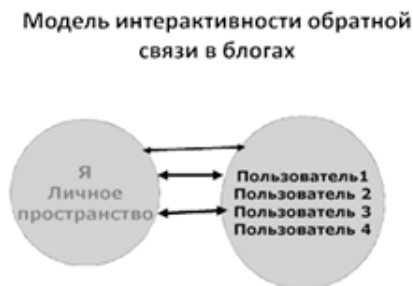 Модель интерактивности обратной
связи в блогах
Я
Личное
пространство
Пользователь1
Пользователь 2
Пользователь 3
Пользователь 4